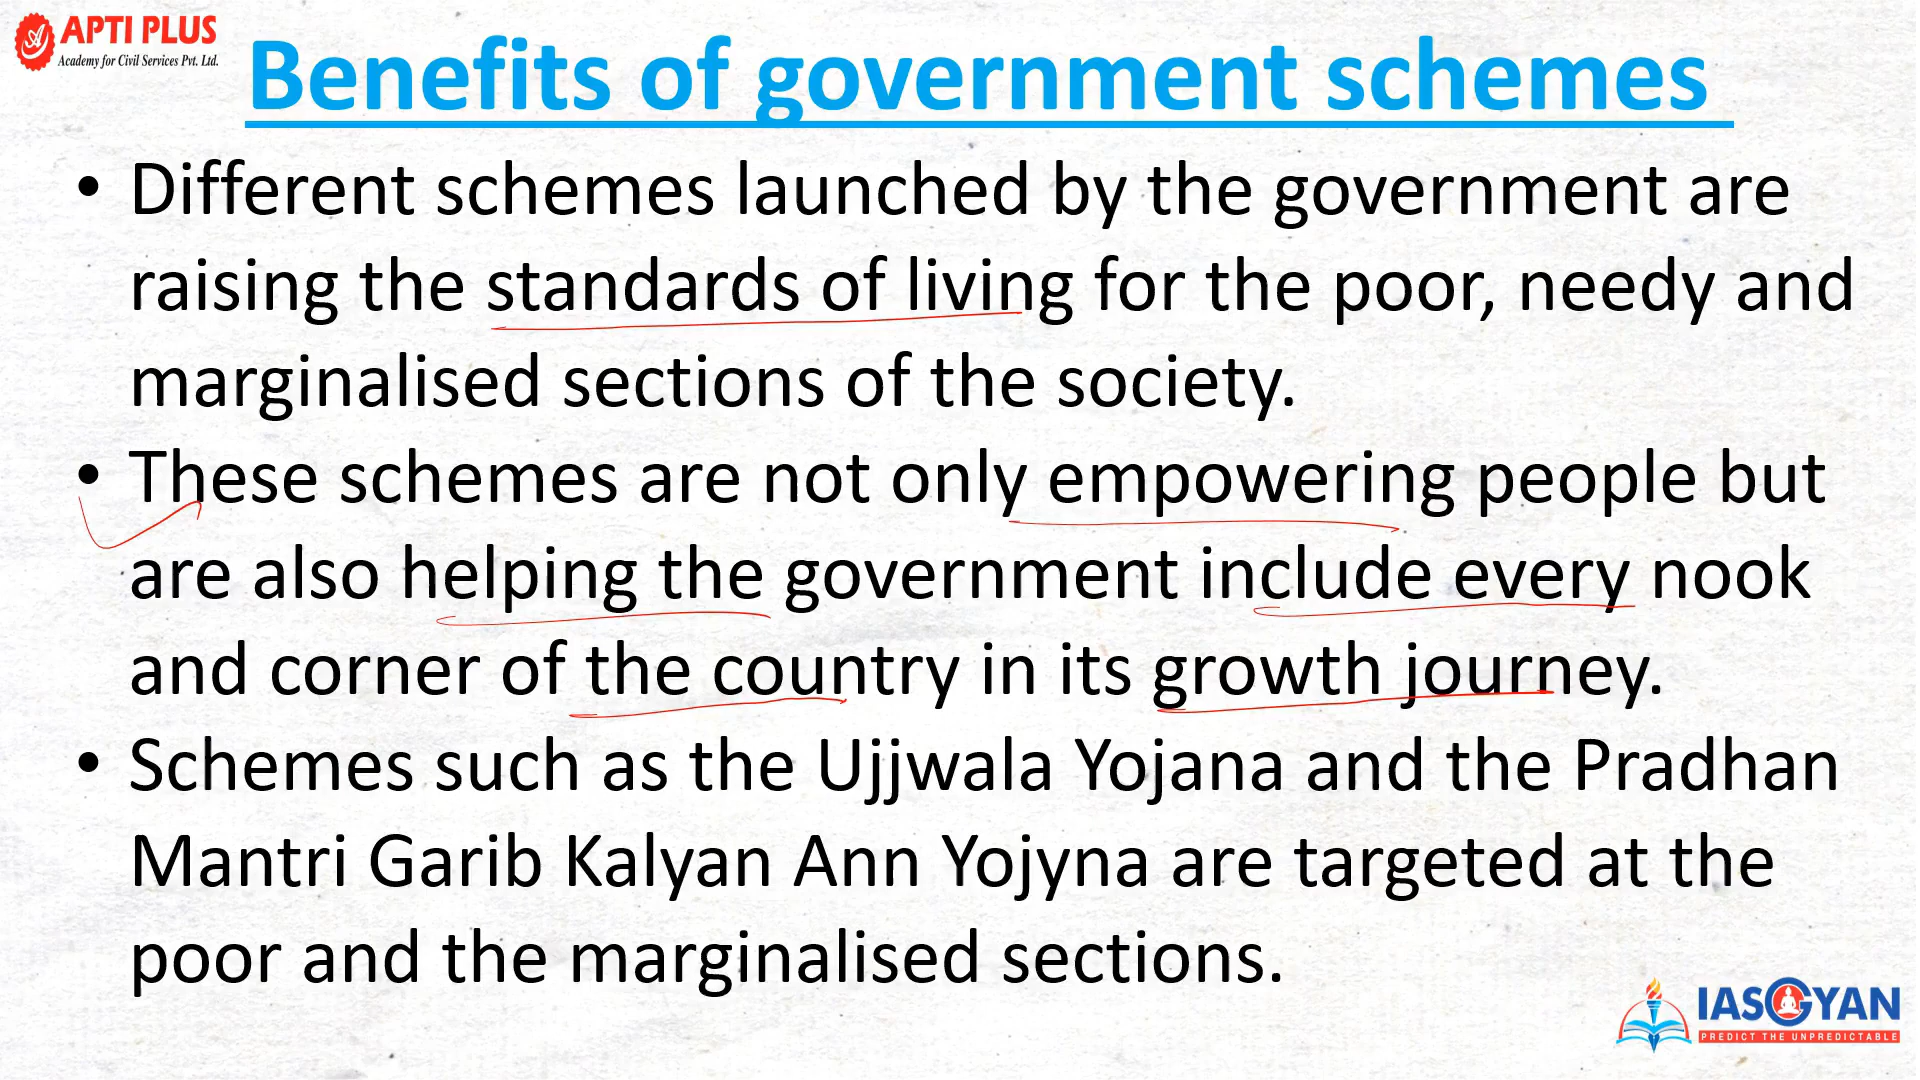 APTI PLUS
Academy for Civil Services Pvt. Ltd.
Benefits of government schemes
• Different schemes launched by the government are
raising the standards of living for the poor, needy and
marginalised sections of the society.
• These schemes are not only empowering people but
are also helping the government include every nook
and corner of the country in its growth journey.
• Schemes such as the Ujjwala Yojana and the Pradhan
Mantri Garib Kalyan Ann Yojyna are targeted at the
poor and the marginalised sections.
IASGYAN
PREDICT THE UNPREDICTABLE